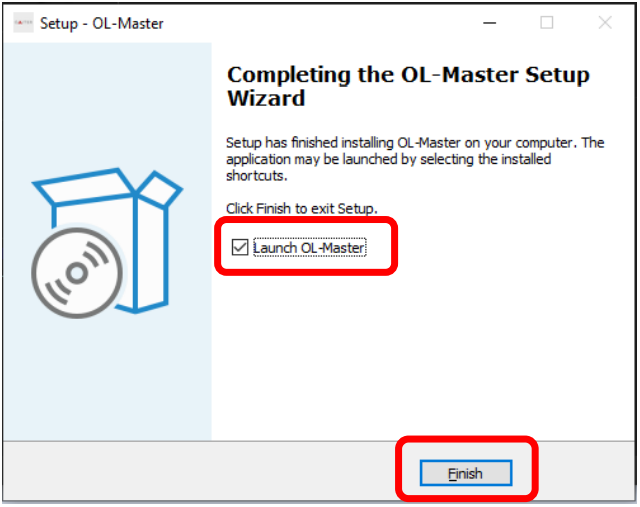 Setup - OL-Master
Completing the OL-Master Setup
Wizard
Setup has finished installing OL-Master on your computer. The
application may be launched by selecting the installed
shortcuts.
Click Finish to exit Setup.
Launch OL-Master
Finish